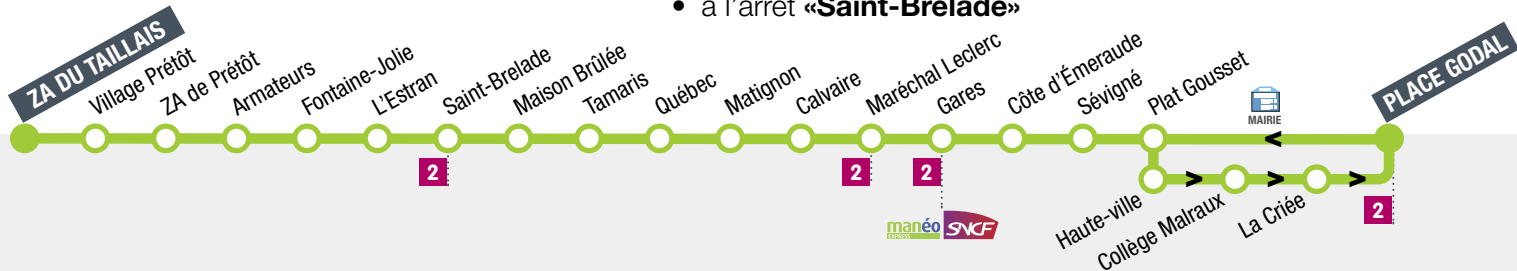 • à l'arrêt «Saint-Brelade»
ZA DU TAILLAIS
Village Prétôt
ZA de Prétôt
Armateurs
Fontaine-Jolie
L'Estran
Saint-Brelade
Maison Brûlée
Tamaris
Québec
Matignon
Calvaire
Maréchal Leclerc
Gares
Côte d'Émeraude
Sévigné
Plat Gousset
MAIRIE
PLACE GODAL
<
2
2
2
> > >
2
Haute-ville
Collège Malraux
La Criée
manéo
EXPRESS
SNCF